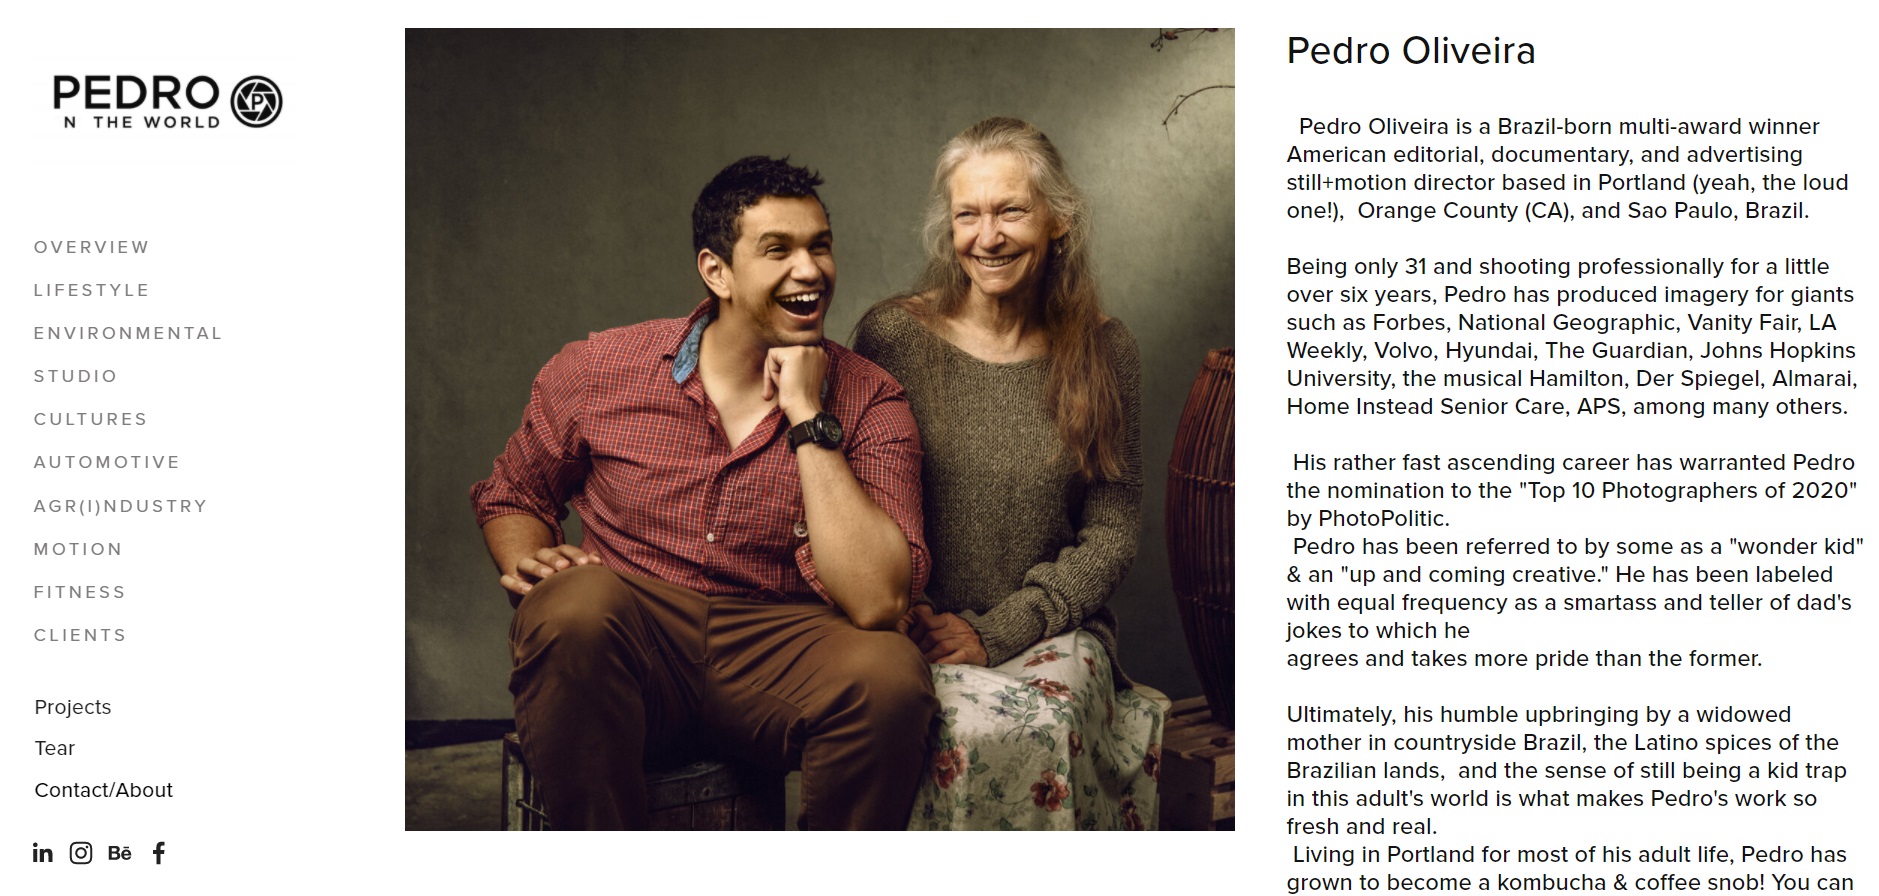 PEDRO
N THE WORLD
P
OVERVIEW
LIFESTYLE
ENVIRONMENTAL
STUDIO
CULTURES
AUTOMOTIVE
AGR(I)NDUSTRY
MOTION
FITNESS
CLIENTS
Projects
Tear
Contact/About
in
Bē
f
Pedro Oliveira
Pedro Oliveira is a Brazil-born multi-award winner
American editorial, documentary, and advertising
still+motion director based in Portland (yeah, the loud
one!),  Orange County (CA), and Sao Paulo, Brazil.
Being only 31 and shooting professionally for a little
over six years, Pedro has produced imagery for giants
such as Forbes, National Geographic, Vanity Fair, LA
Weekly, Volvo, Hyundai, The Guardian, Johns Hopkins
University, the musical Hamilton, Der Spiegel, Almarai,
Home Instead Senior Care, APS, among many others.
His rather fast ascending career has warranted Pedro
the nomination to the "Top 10 Photographers of 2020"
by PhotoPolitic.
Pedro has been referred to by some as a "wonder kid"
& an "up and coming creative." He has been labeled
with equal frequency as a smartass and teller of dad's
jokes to which he
agrees and takes more pride than the former.
Ultimately, his humble upbringing by a widowed
mother in countryside Brazil, the Latino spices of the
Brazilian lands,  and the sense of still being a kid trap
in this adult's world is what makes Pedro's work so
fresh and real.
Living in Portland for most of his adult life, Pedro has
grown to become a kombucha & coffee snob! You can